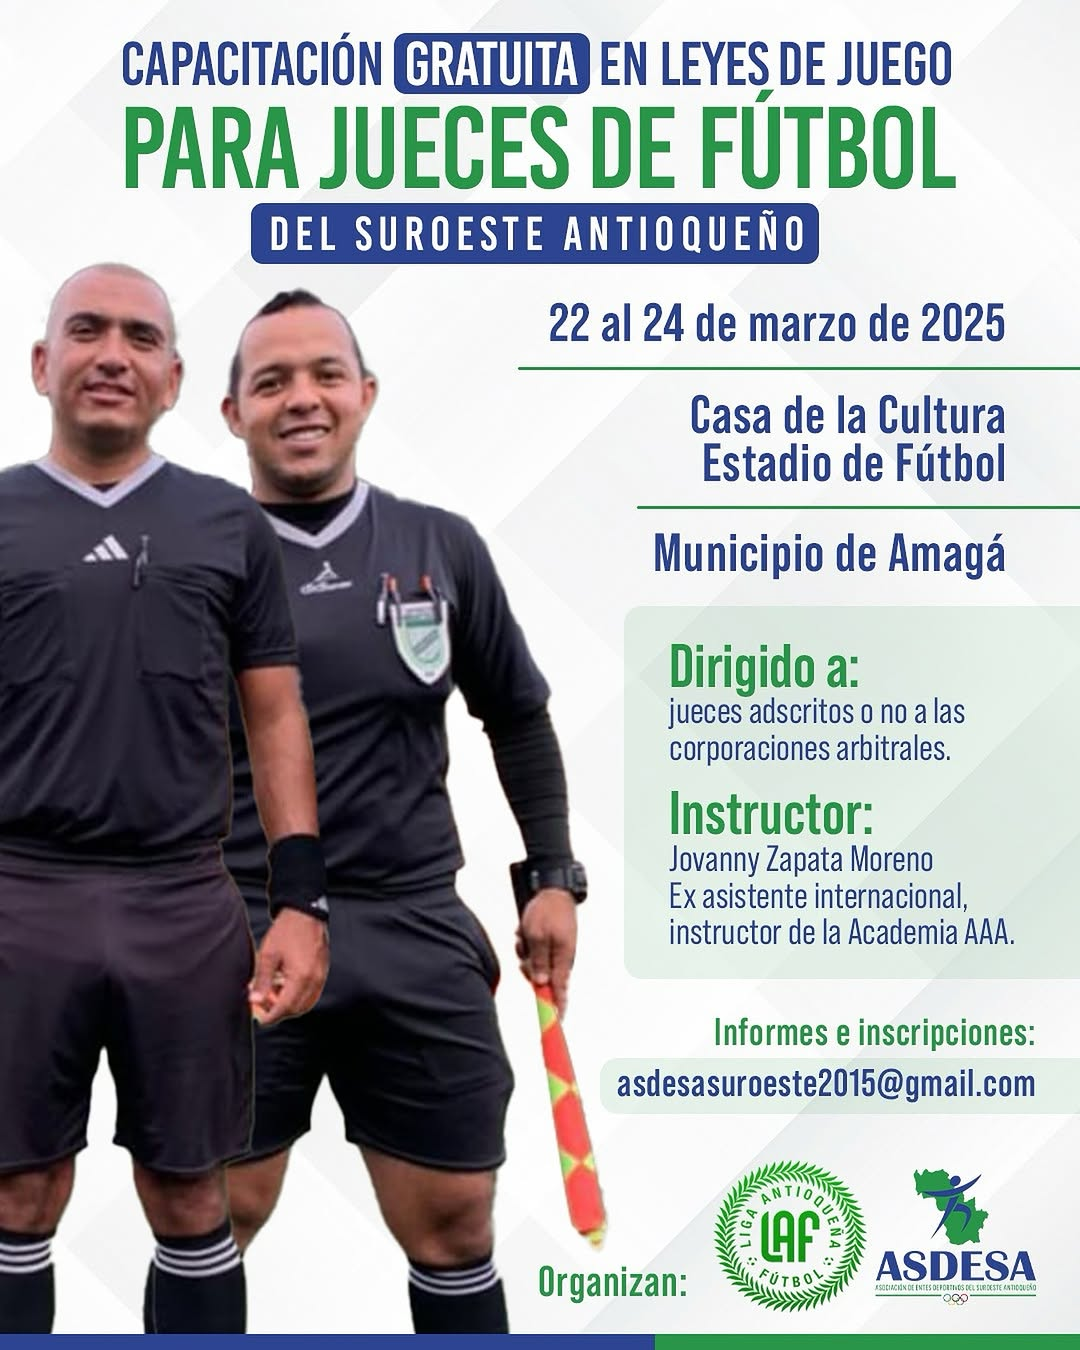 CAPACITACIÓN GRATUITA EN LEYES DE JUEGO
PARA JUECES DE FÚTBOL
DEL SUROESTE ANTIOQUEÑO
22 al 24 de marzo de 2025
Casa de la Cultura
Estadio de Fútbol
Municipio de Amagá
Dirigido a:
jueces adscritos o no a las
corporaciones arbitrales.
Instructor:
Jovanny Zapata Moreno
Ex asistente internacional,
instructor de la Academia AAA.
Informes e inscripciones:
asdesasuroeste2015@gmail.com
Organizan:
LIGA ANTIOQUEÑA
LAF
FÚTBOL
ASDESA
ASOCIACIÓN DE ENTES DEPORTIVOS DEL SUROESTE ANTIOQUEÑO